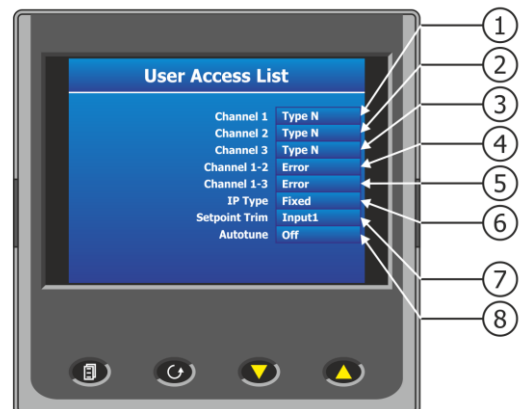 User Access List
Channel 1 Type N
Channel 2 Type N
Channel 3 Type N
Channel 1-2 Error
Channel 1-3 Error
IP Type Fixed
Setpoint Trim Input1
Autotune Off
1
2
3
4
5
6
7
8